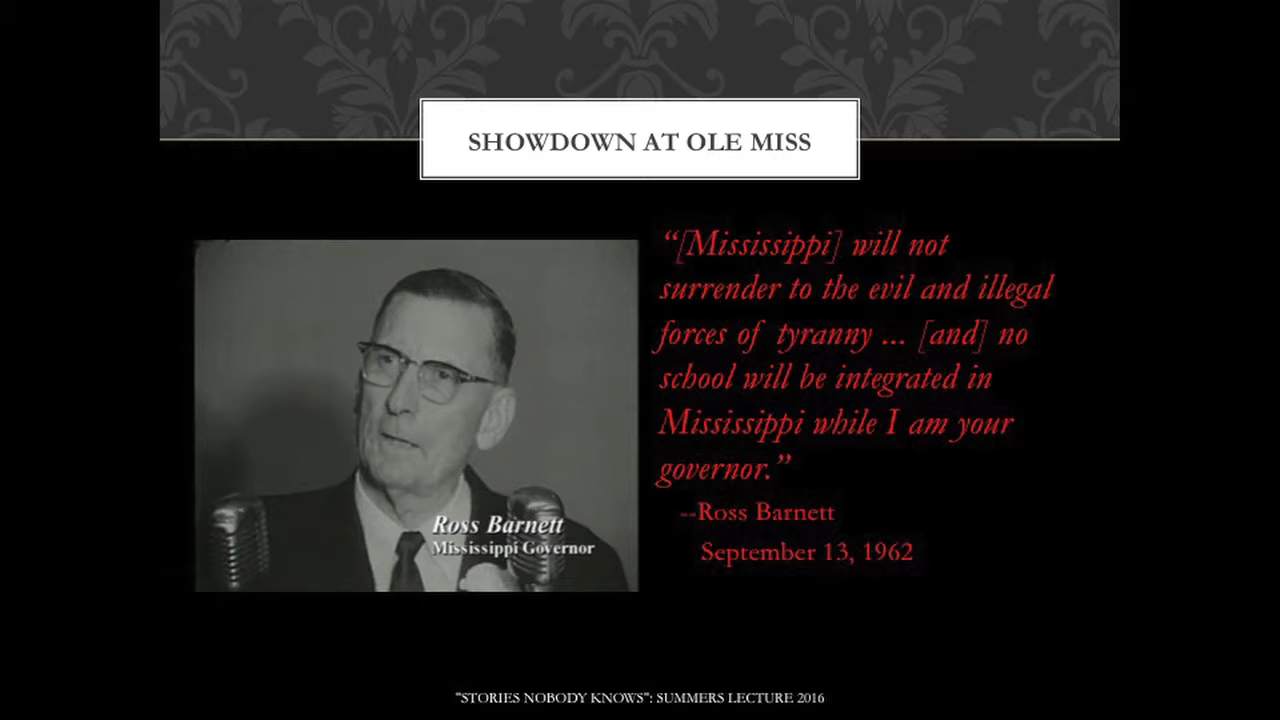 SHOWDOWN AT OLE MISS
“[Mississippi] will not
surrender to the evil and illegal
forces of tyranny ... [and] no
school will be integrated in
Mississippi while I am your
governor.”
--Ross Barnett
September 13, 1962
Ross Barnett
Mississippi Governor
"STORIES NOBODY KNOWS": SUMMERS LECTURE 2016